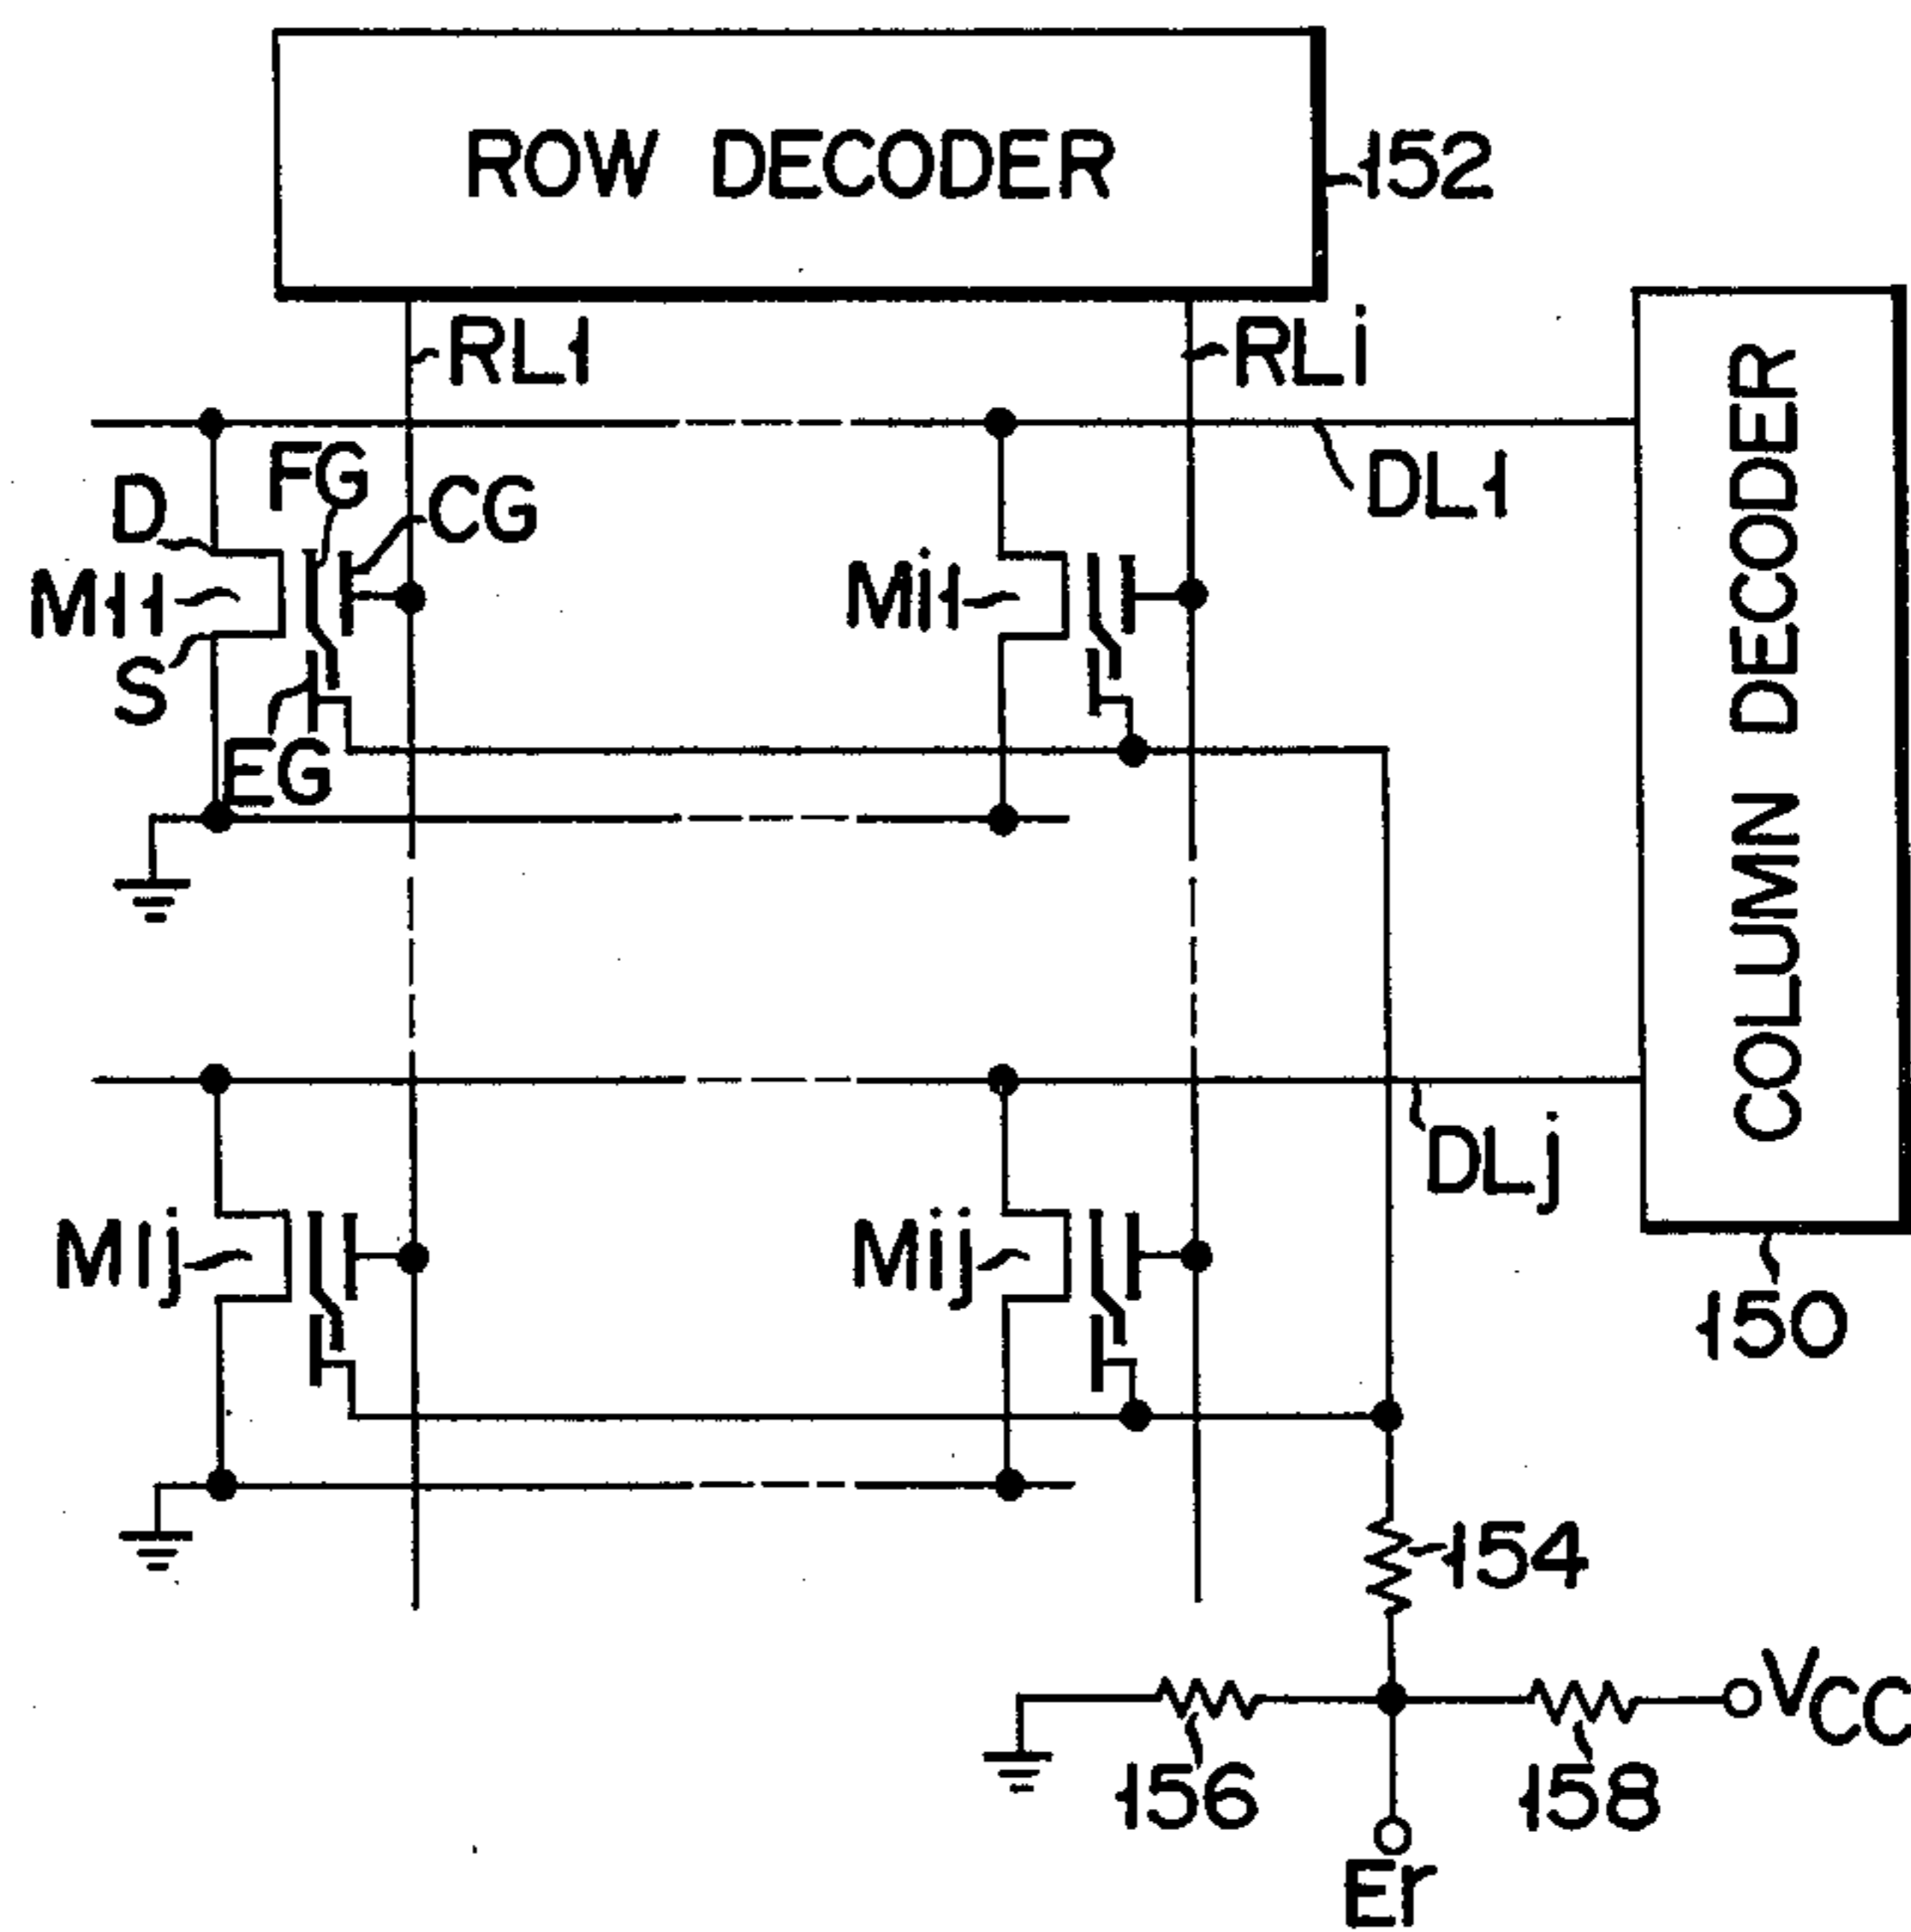 ROW DECODER
152
RL1
RLi
FG
CG
D
DL1
M11
Mi1
S
EG
COLUMN DECODER
DLj
M1j
Mij
150
154
VCC
156
158
Er